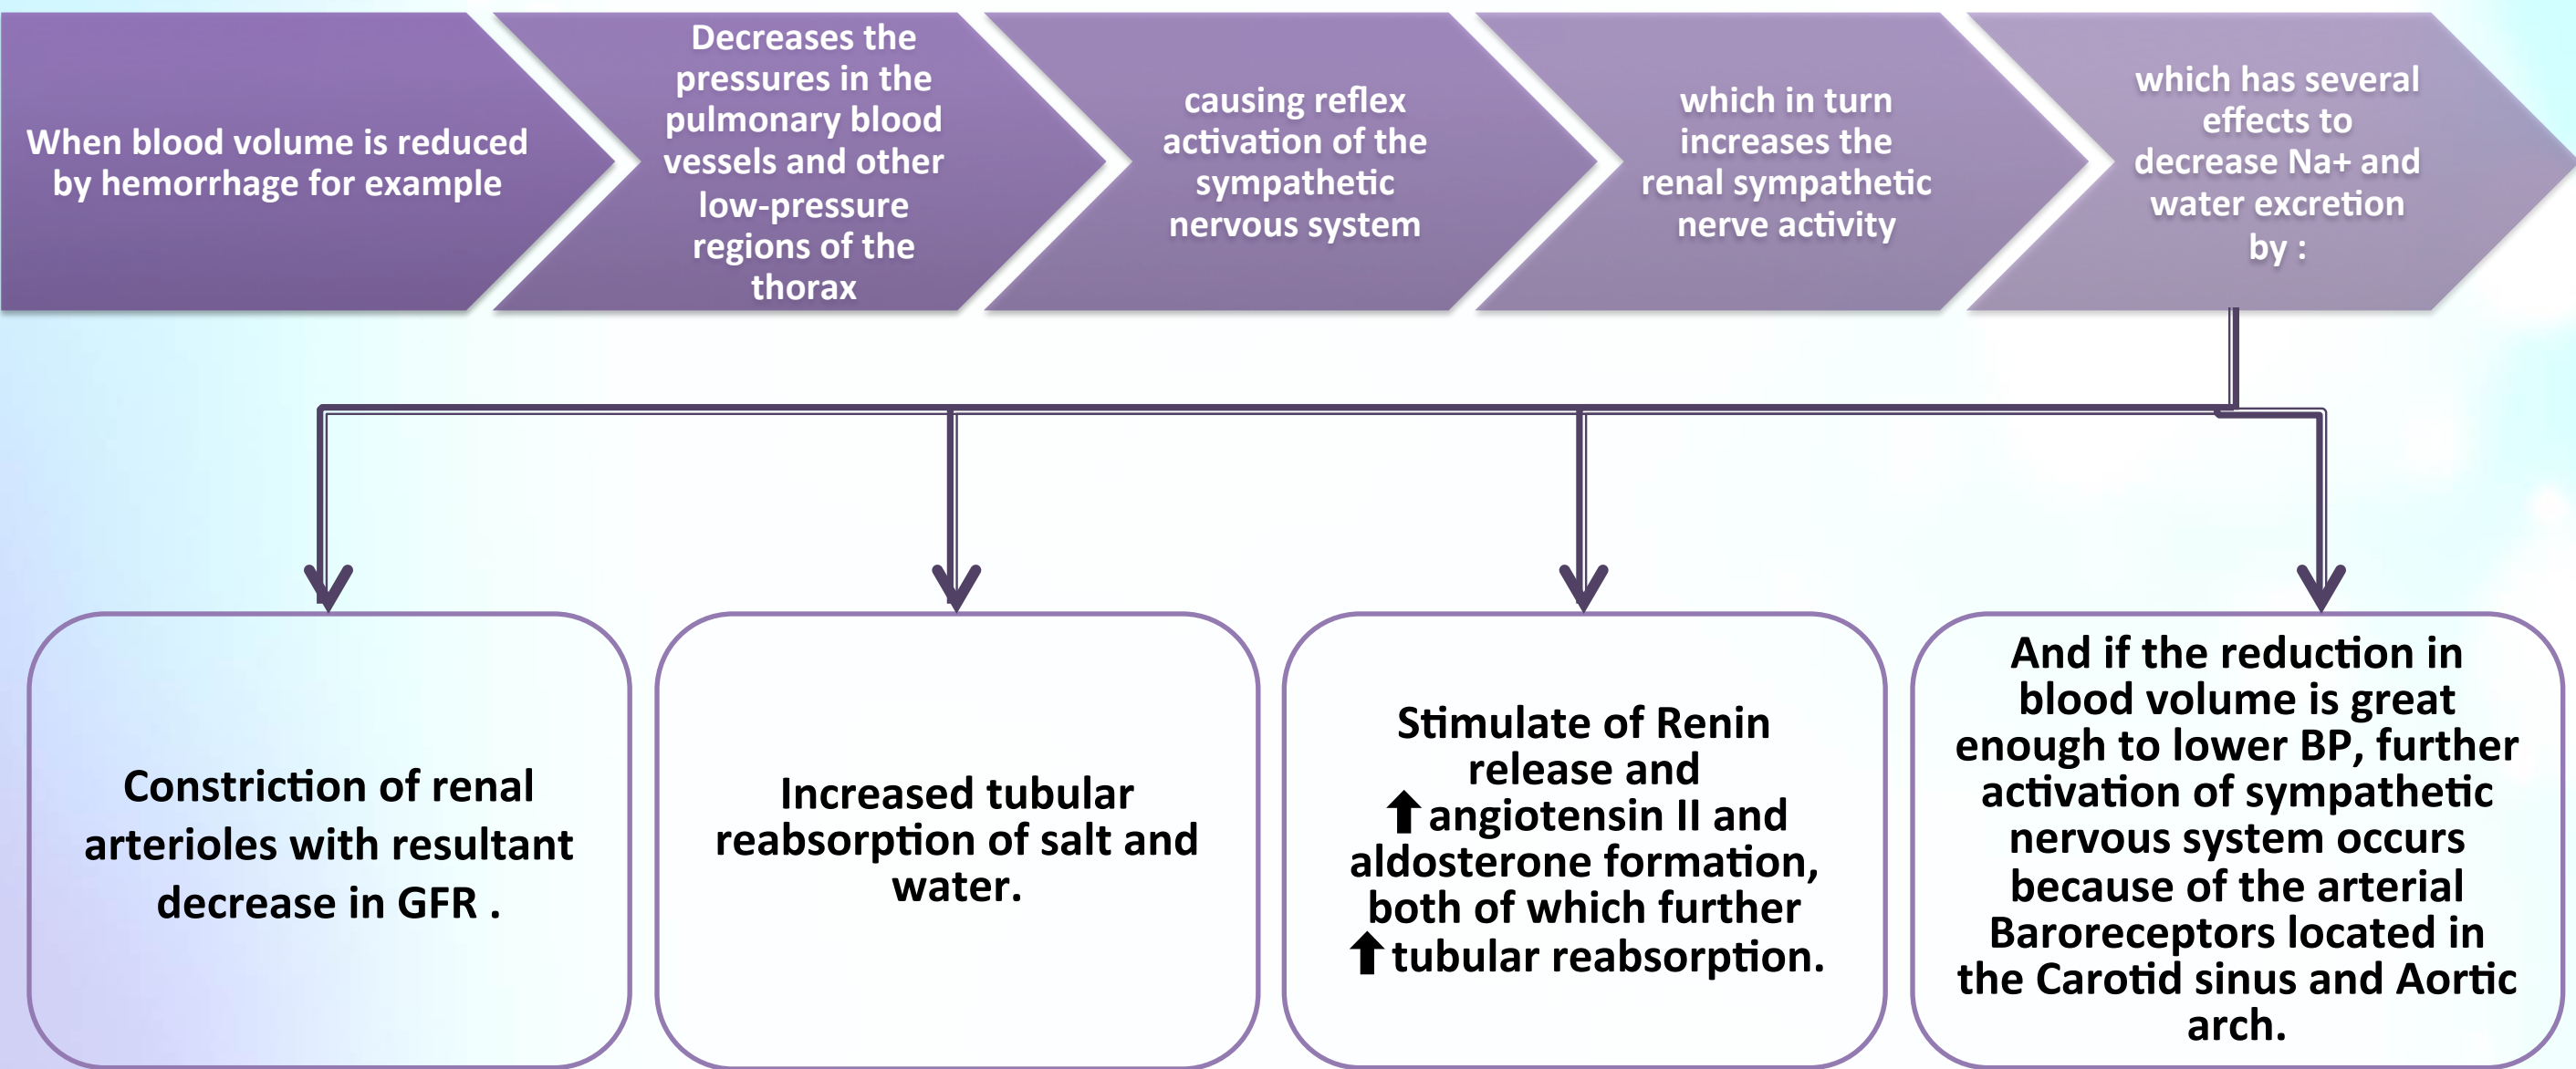 When blood volume is reduced
by hemorrhage for example
Decreases the
pressures in the
pulmonary blood
vessels and other
low-pressure
regions of the
thorax
causing reflex
activation of the
sympathetic
nervous system
which in turn
increases the
renal sympathetic
nerve activity
which has several
effects to
decrease Na+ and
water excretion
by :
Constriction of renal
arterioles with resultant
decrease in GFR .
Increased tubular
reabsorption of salt and
water.
Stimulate of Renin
release and
⬆angiotensin II and
aldosterone formation,
both of which further
⬆tubular reabsorption.
And if the reduction in
blood volume is great
enough to lower BP, further
activation of sympathetic
nervous system occurs
because of the arterial
Baroreceptors located in
the Carotid sinus and Aortic
arch.